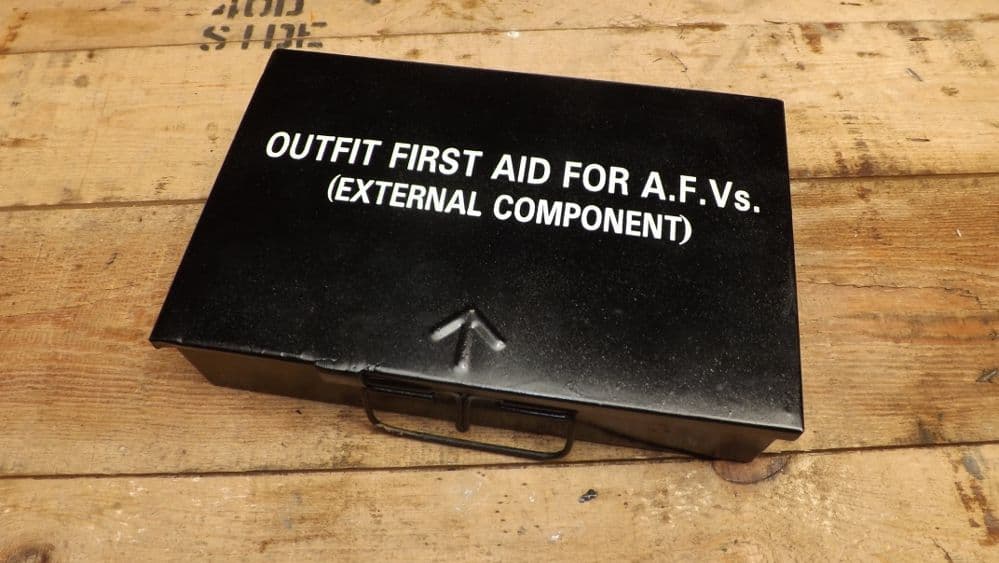 SIDE
OUTFIT FIRST AID FOR A.F.Vs.
(EXTERNAL COMPONENT)